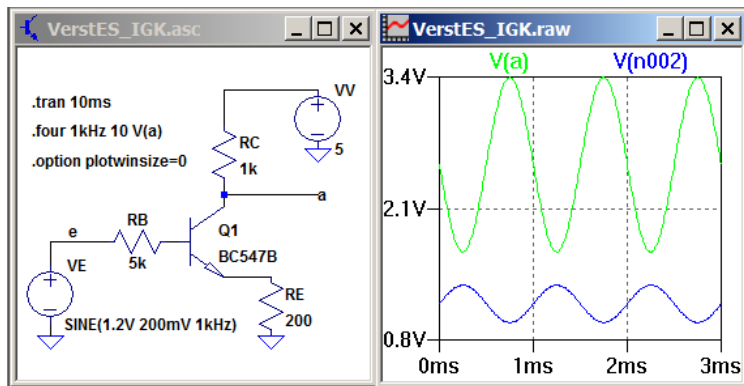 VerstES_IGK.asc
.tran 10ms
.four 1kHz 10 V(a)
.option plotwinsize=0
VV
5
RC
1k
a
Q1
BC547B
RB
5k
e
VE
SINE(1.2V 200mV 1kHz)
RE
200
VerstES_IGK.raw
V(a) V(n002)
3.4V
2.1V
0.8V
0ms 1ms 2ms 3ms